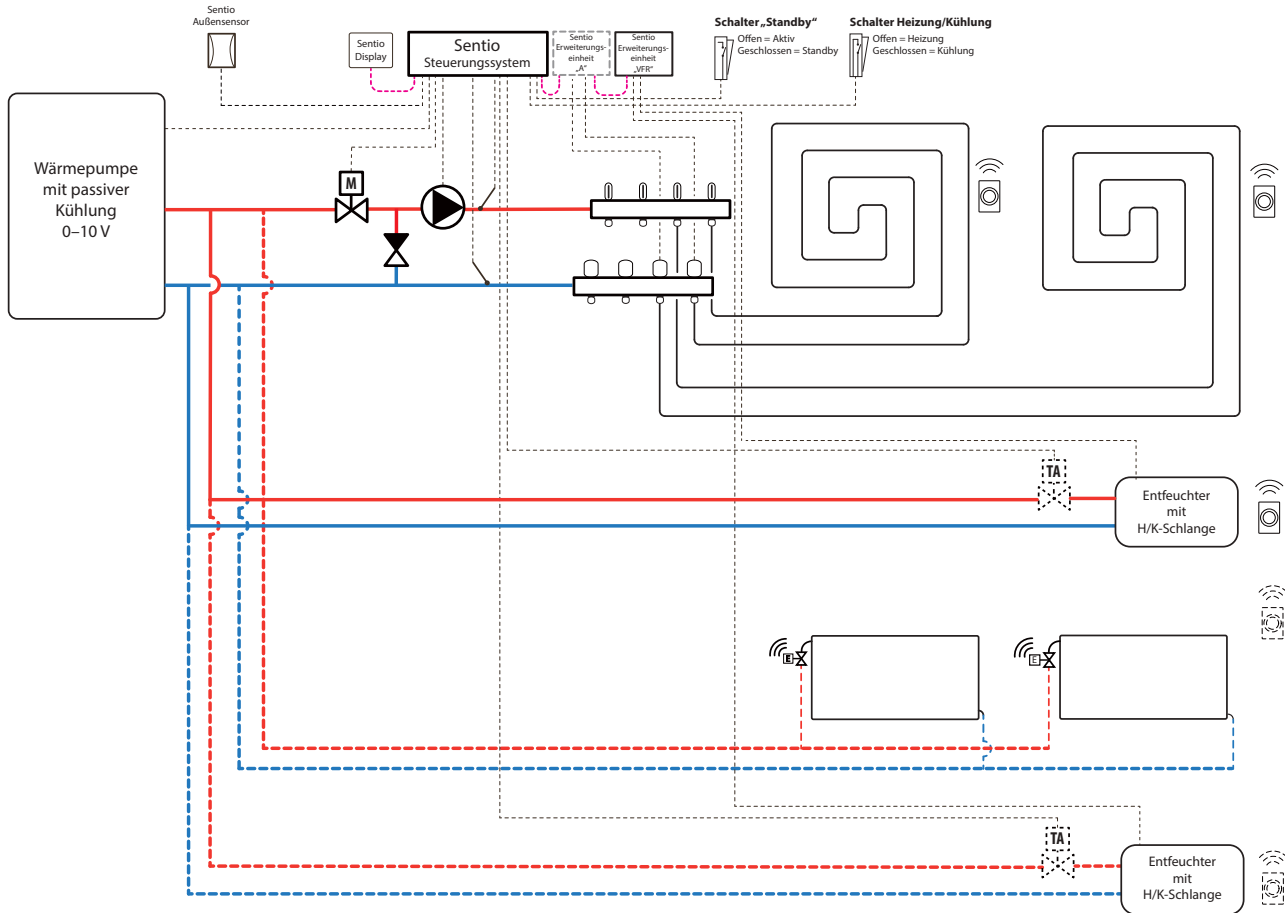 Sentio
Außensensor
Sentio
Display
Sentio
Steuerungssystem
Sentio
Erweiterungs-
einheit
„A“
Sentio
Erweiterungs-
einheit
„VFR“
Schalter „Standby“
Offen = Aktiv
Geschlossen = Standby
Schalter Heizung/Kühlung
Offen = Heizung
Geschlossen = Kühlung
Wärmepumpe
mit passiver
Kühlung
0–10 V
M
TA
Entfeuchter
mit
H/K-Schlange
E
E
TA
Entfeuchter
mit
H/K-Schlange